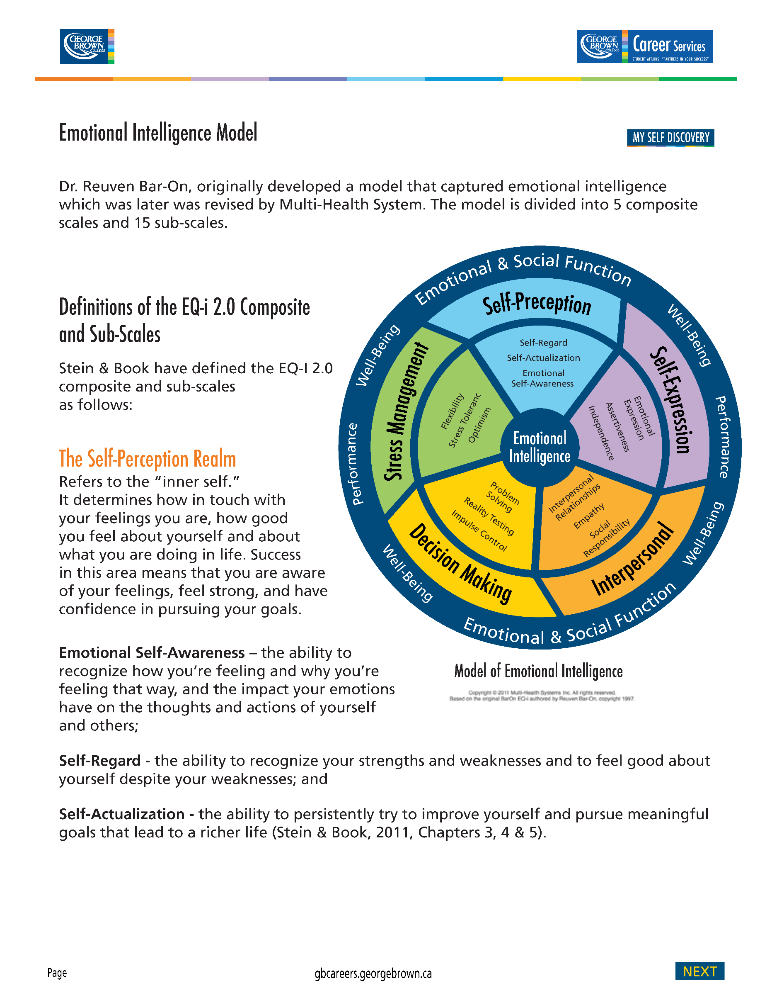 GEORGE
BROWN
COLLEGE
GEORGE
BROWN
COLLEGE
Career Services
STUDENT AFFAIRS "PARTNERS IN YOUR SUCCESS"
Emotional Intelligence Model
MY SELF DISCOVERY
Dr. Reuven Bar-On, originally developed a model that captured emotional intelligence
which was later was revised by Multi-Health System. The model is divided into 5 composite
scales and 15 sub-scales.
Definitions of the EQ-i 2.0 Composite
and Sub-Scales
Stein & Book have defined the EQ-I 2.0
composite and sub-scales
as follows:
The Self-Perception Realm
Refers to the “inner self.”
It determines how in touch with
your feelings you are, how good
you feel about yourself and about
what you are doing in life. Success
in this area means that you are aware
of your feelings, feel strong, and have
confidence in pursuing your goals.
Emotional Self-Awareness – the ability to
recognize how you’re feeling and why you’re
feeling that way, and the impact your emotions
have on the thoughts and actions of yourself
and others;
Emotional & Social Function
Well-Being
Performance
Well-Being
Emotional & Social Function
Well-Being
Performance
Well-Being
Self-Preception
Self-Regard
Self-Actualization
Emotional
Self-Awareness
Self-Expression
Emotional
Expression
Assertiveness
Independence
Interpersonal
Interpersonal
Relationships
Empathy
Social
Responsibility
Decision Making
Problem
Solving
Reality Testing
Impulse Control
Stress Management
Flexibility
Stress Toleranc
Optimism
Emotional
Intelligence
Model of Emotional Intelligence
Copyright © 2011 Multi-Health Systems Inc. All rights reserved.
Based on the original BarOn EQ-i authored by Reuven Bar-On, copyright 1997.
Self-Regard - the ability to recognize your strengths and weaknesses and to feel good about
yourself despite your weaknesses; and
Self-Actualization - the ability to persistently try to improve yourself and pursue meaningful
goals that lead to a richer life (Stein & Book, 2011, Chapters 3, 4 & 5).
Page
gbcareers.georgebrown.ca
NEXT